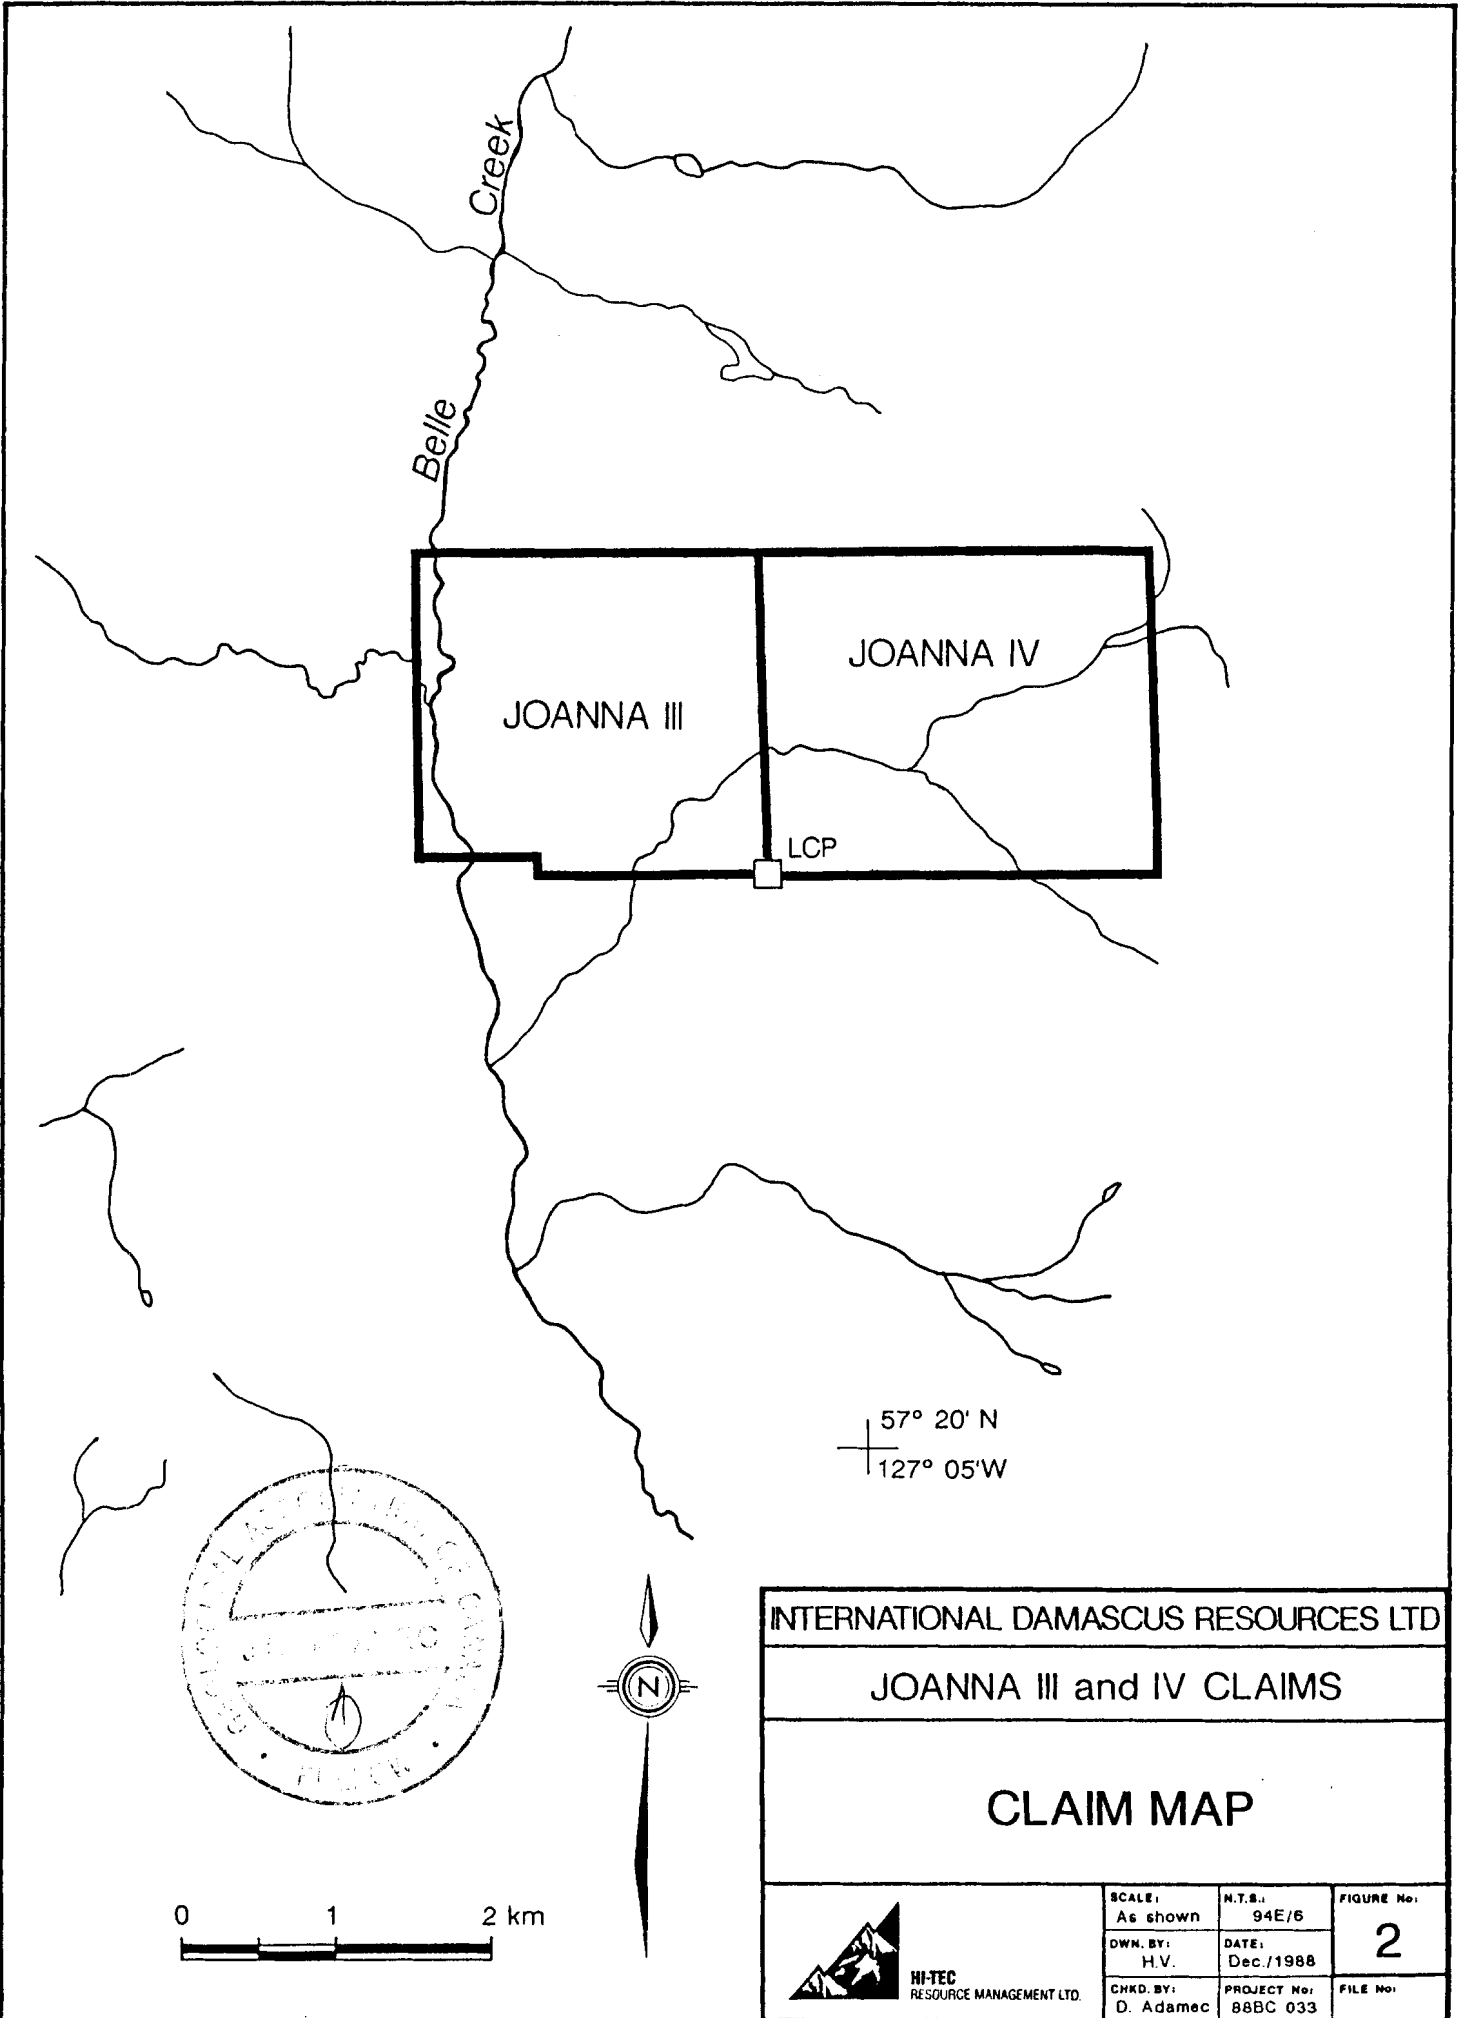 Creek
Belle
JOANNA IV
JOANNA III
LCP
57° 20' N
127° 05'W
N
INTERNATIONAL DAMASCUS RESOURCES LTD
JOANNA III and IV CLAIMS
CLAIM MAP
0 1 2 km
HI-TEC
RESOURCE MANAGEMENT LTD.
SCALE: As shown
N.T.S.: 94E/6
FIGURE No: 2
DWN. BY: H.V.
DATE: Dec./1988
CHKD. BY: D. Adamec
PROJECT No: 88BC 033
FILE No: